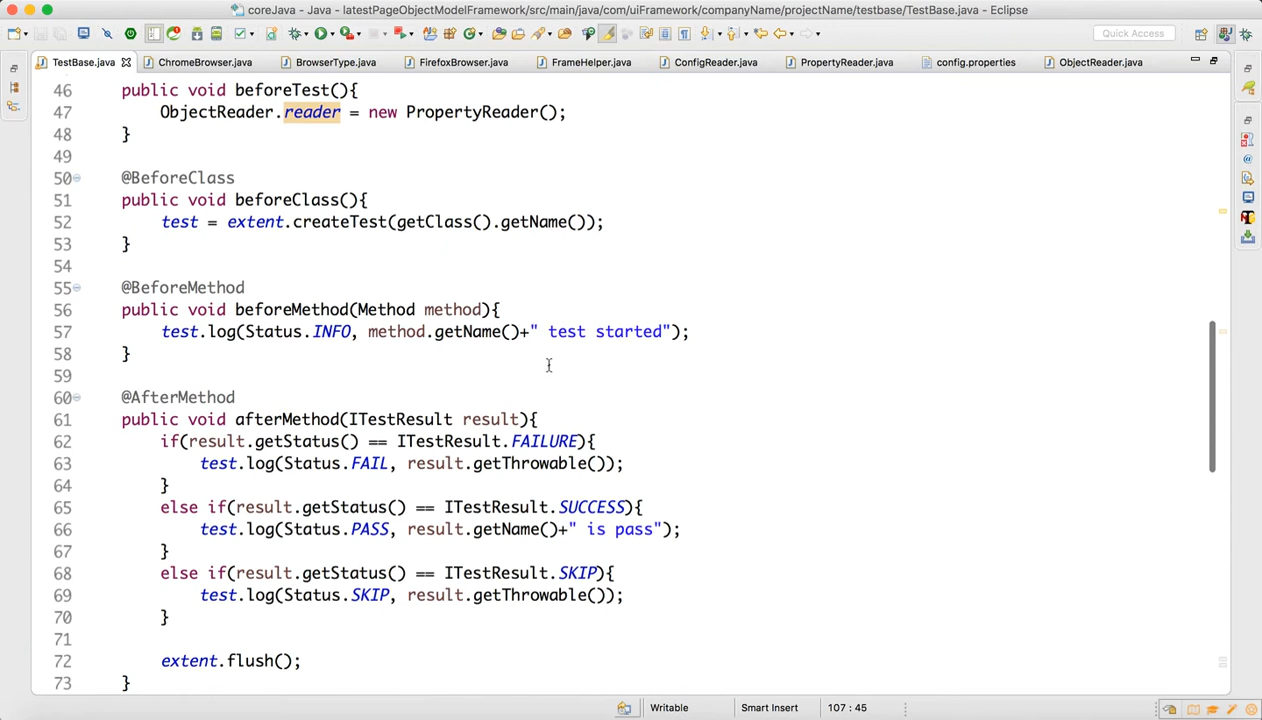 coreJava - Java - latestPageObjectModelFramework/src/main/java/com/uiFramework/companyName/projectName/testbase/TestBase.java - Eclipse
Quick Access
TestBase.java ChromeBrowser.java BrowserType.java FirefoxBrowser.java FrameHelper.java ConfigReader.java PropertyReader.java config.properties ObjectReader.java
46 public void beforeTest(){
47 ObjectReader.reader = new PropertyReader();
48 }
49
50 @BeforeClass
51 public void beforeClass(){
52 test = extent.createTest(getClass().getName());
53 }
54
55 @BeforeMethod
56 public void beforeMethod(Method method){
57 test.log(Status.INFO, method.getName()+" test started");
58 }
59
60 @AfterMethod
61 public void afterMethod(ITestResult result){
62 if(result.getStatus() == ITestResult.FAILURE){
63 test.log(Status.FAIL, result.getThrowable());
64 }
65 else if(result.getStatus() == ITestResult.SUCCESS){
66 test.log(Status.PASS, result.getName()+" is pass");
67 }
68 else if(result.getStatus() == ITestResult.SKIP){
69 test.log(Status.SKIP, result.getThrowable());
70 }
71
72 extent.flush();
73 }
Writable Smart Insert 107 : 45